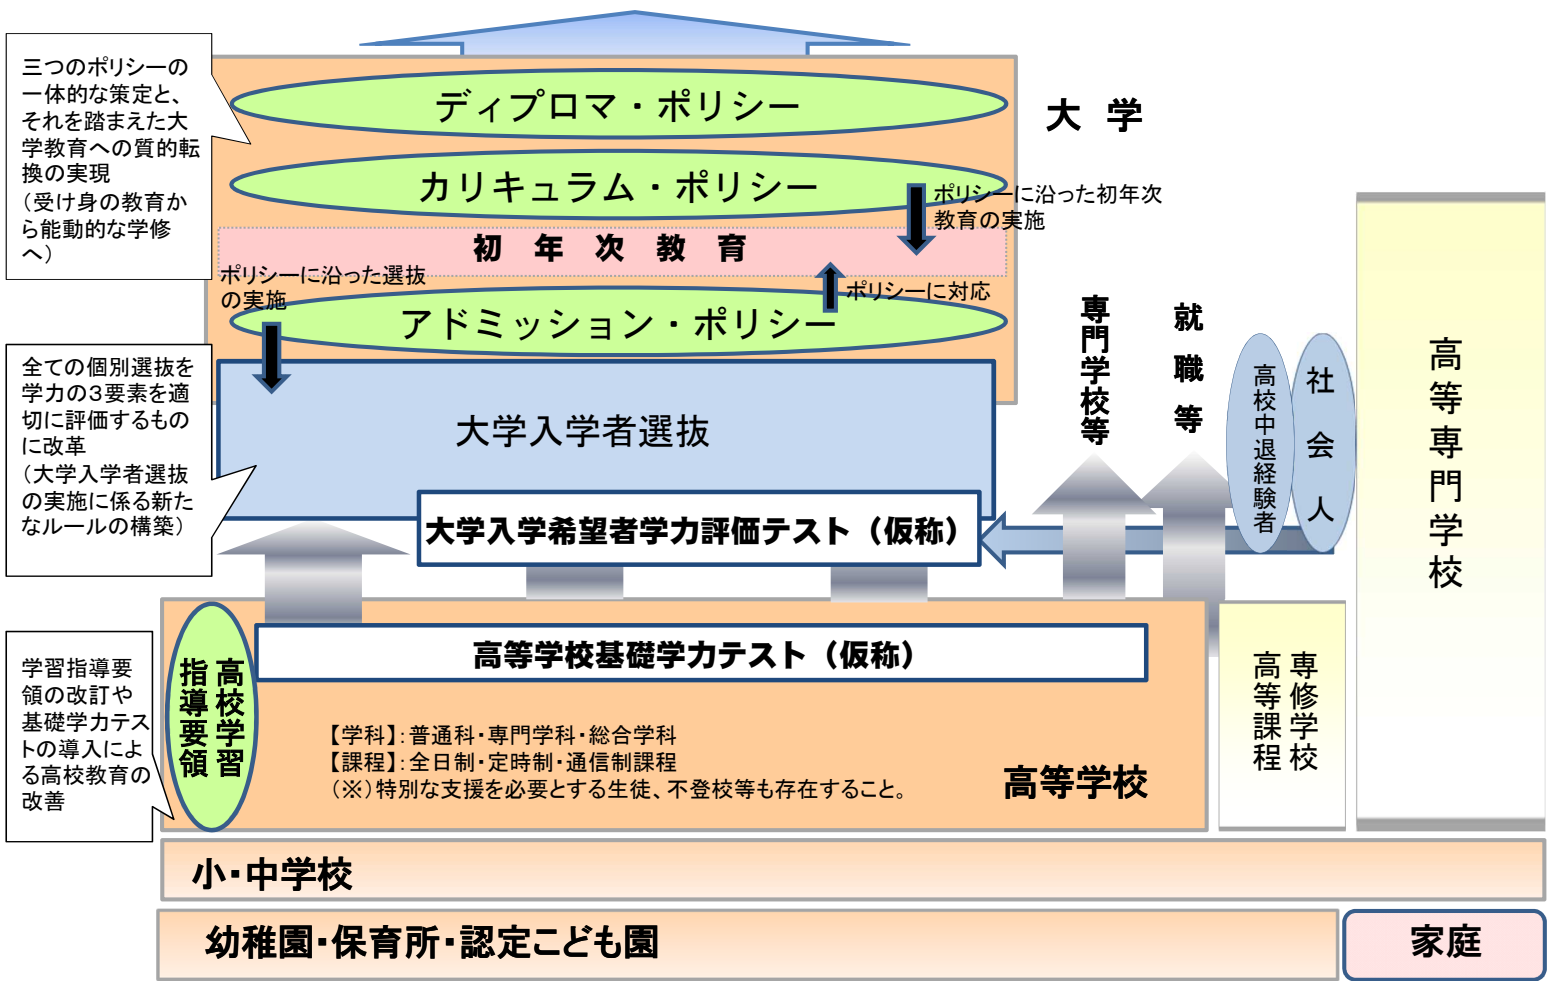 三つのポリシーの
一体的な策定と、
それを踏まえた大
学教育への質的転
換の実現
（受け身の教育か
ら能動的な学修
へ）
ディプロマ・ポリシー
大 学
カリキュラム・ポリシー
ポリシーに沿った初年次
教育の実施
初 年 次 教 育
ポリシーに沿った選抜
の実施
ポリシーに対応
アドミッション・ポリシー
全ての個別選抜を
学力の３要素を適
切に評価するもの
に改革
（大学入学者選抜
の実施に係る新た
なルールの構築）
大学入学者選抜
大学入学希望者学力評価テスト（仮称）
専門学校等
就職等
高校中退経験者
社会人
高等専門学校
学習指導要
領の改訂や
基礎学力テス
トの導入によ
る高校教育の
改善
高校学習
指導要領
高等学校基礎学力テスト（仮称）
【学科】：普通科・専門学科・総合学科
【課程】：全日制・定時制・通信制課程
（※）特別な支援を必要とする生徒、不登校等も存在すること。
高等学校
専修学校
高等課程
小・中学校
幼稚園・保育所・認定こども園
家庭